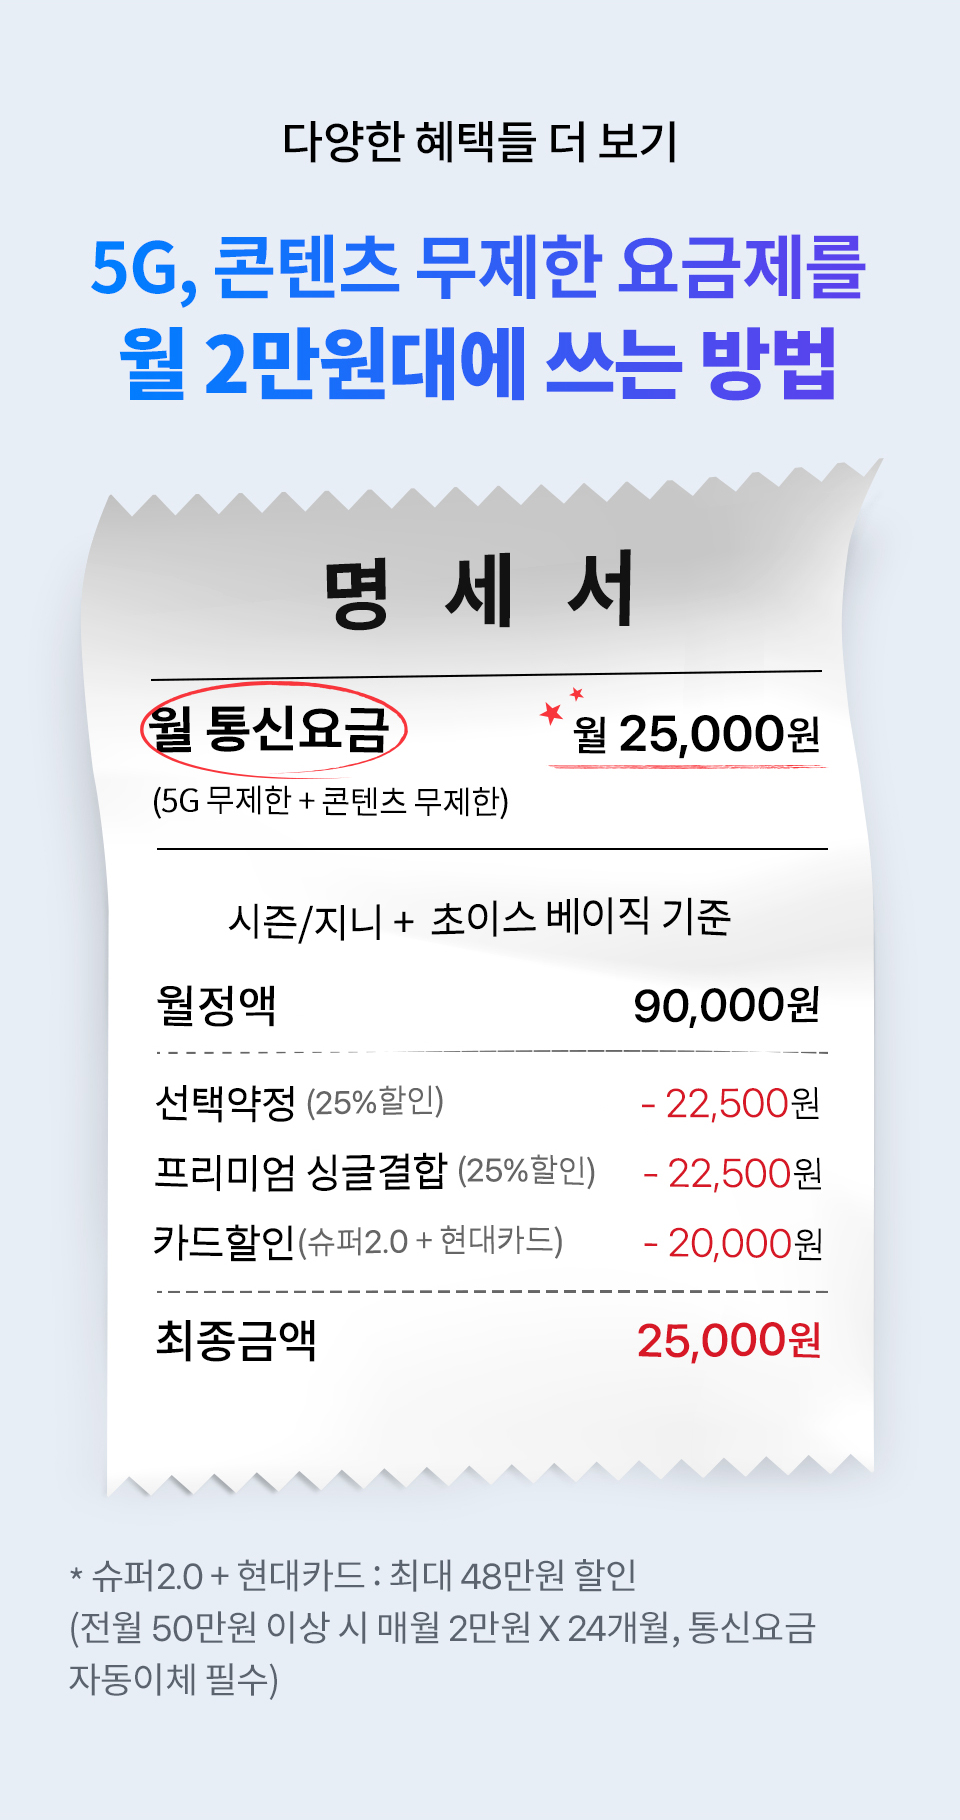 다양한 혜택들 더 보기
5G, 콘텐츠 무제한 요금제를
월 2만원대에 쓰는 방법
명 세 서
월 통신요금 월 25,000원
(5G 무제한 + 콘텐츠 무제한)
시즌/지니 + 초이스 베이직 기준
월정액 90,000원
선택약정 (25%할인) - 22,500원
프리미엄 싱글결합 (25%할인) - 22,500원
카드할인(슈퍼2.0 + 현대카드) - 20,000원
최종금액 25,000원
* 슈퍼2.0 + 현대카드 : 최대 48만원 할인
(전월 50만원 이상 시 매월 2만원 X 24개월, 통신요금
자동이체 필수)